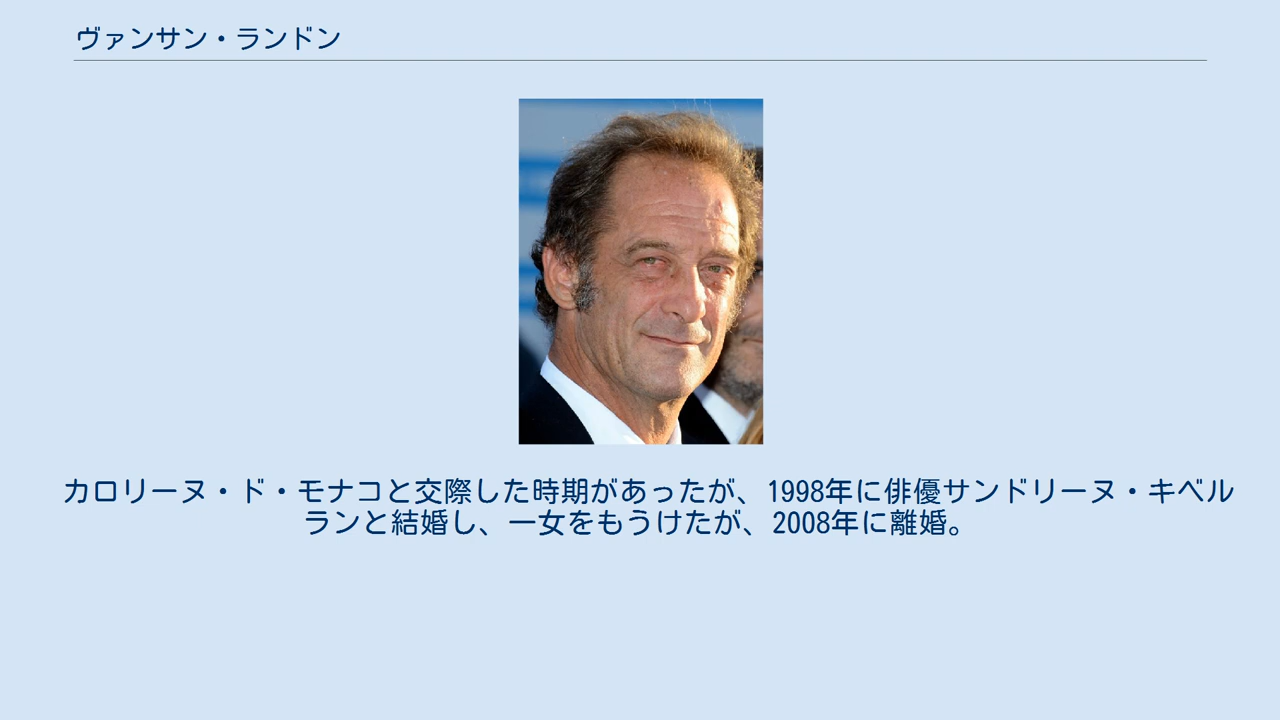 ヴァンサン・ランドン
カロリーヌ・ド・モナコと交際した時期があったが、1998年に俳優サンドリーヌ・キベル
ランと結婚し、一女をもうけたが、2008年に離婚。